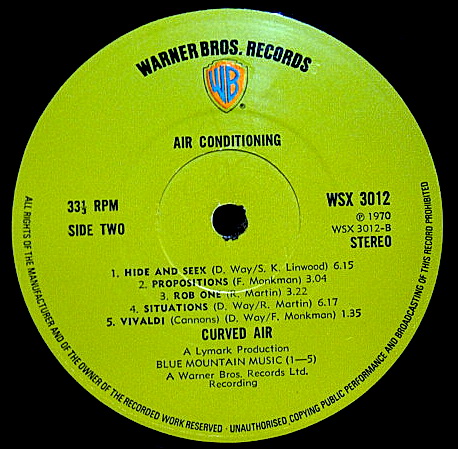 WARNER BROS. RECORDS
WB
®
AIR CONDITIONING
33⅓ RPM
SIDE TWO
WSX 3012
℗ 1970
WSX 3012-B
STEREO
1. HIDE AND SEEK (D. Way/S. K. Linwood) 6.15
2. PROPOSITIONS (F. Monkman) 3.04
3. ROB ONE (R. Martin) 3.22
4. SITUATIONS (D. Way/R. Martin) 6.17
5. VIVALDI (Cannons) (D. Way/F. Monkman) 1.35
CURVED AIR
A Lymark Production
BLUE MOUNTAIN MUSIC (1—5)
A Warner Bros. Records Ltd.
Recording
ALL RIGHTS OF THE MANUFACTURER AND OF THE OWNER OF THE RECORDED WORK RESERVED · UNAUTHORISED COPYING PUBLIC PERFORMANCE AND BROADCASTING OF THIS RECORD PROHIBITED